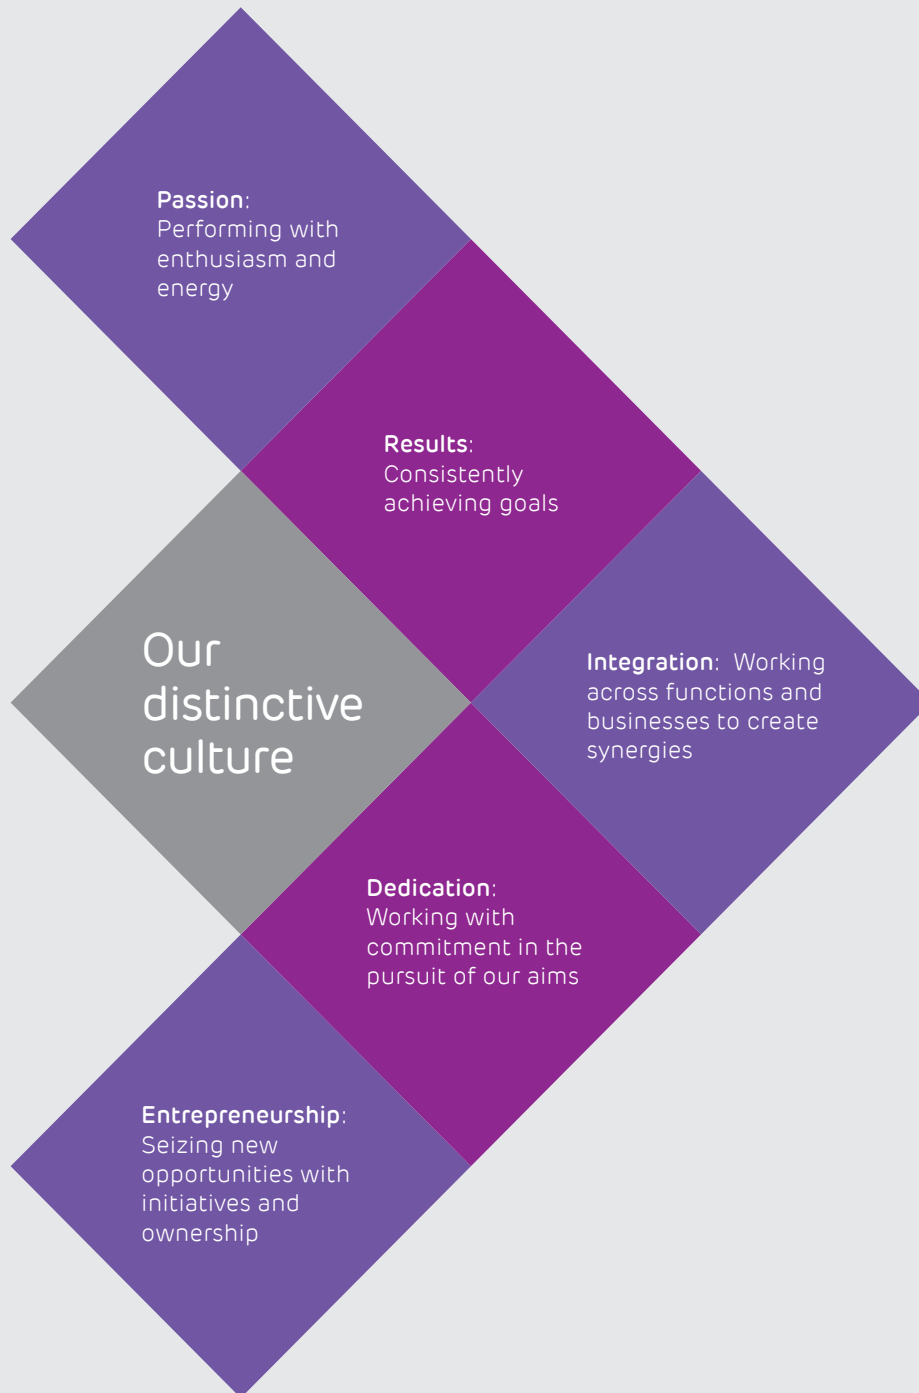 Passion:
Performing with
enthusiasm and
energy
Results:
Consistently
achieving goals
Our
distinctive
culture
Integration: Working
across functions and
businesses to create
synergies
Dedication:
Working with
commitment in the
pursuit of our aims
Entrepreneurship:
Seizing new
opportunities with
initiatives and
ownership